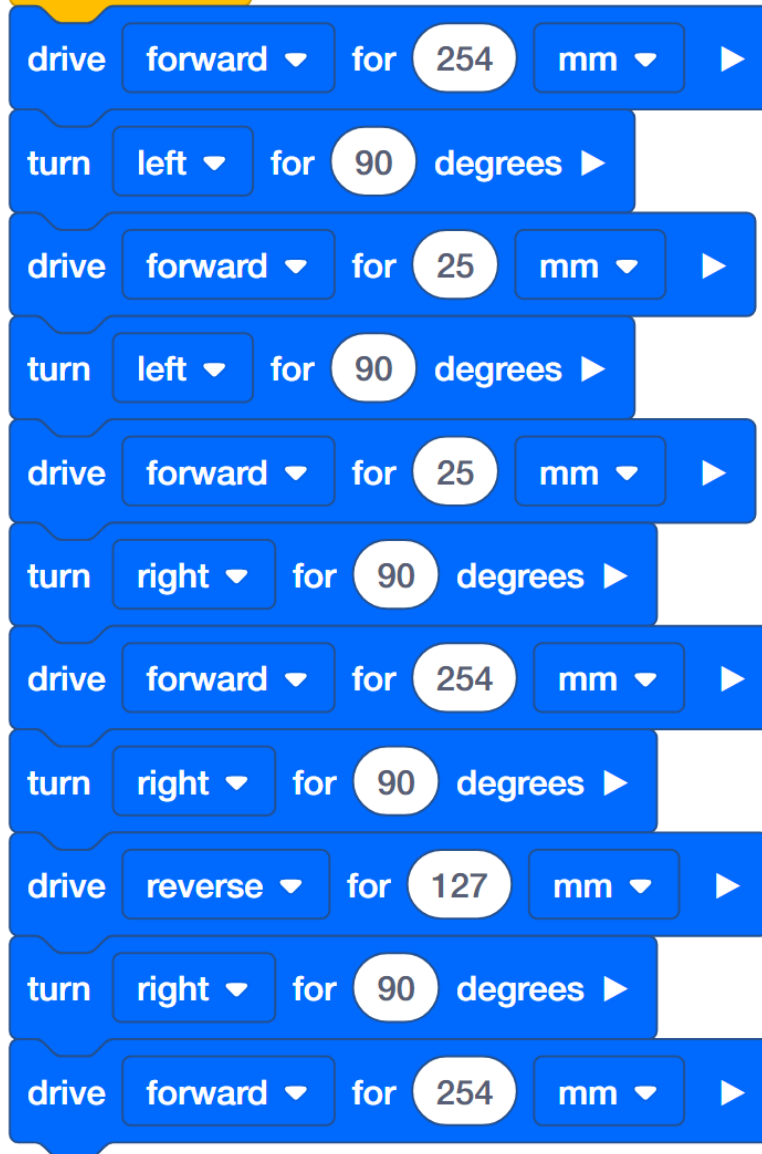 drive forward for 254 mm
turn left for 90 degrees
drive forward for 25 mm
turn left for 90 degrees
drive forward for 25 mm
turn right for 90 degrees
drive forward for 254 mm
turn right for 90 degrees
drive reverse for 127 mm
turn right for 90 degrees
drive forward for 254 mm